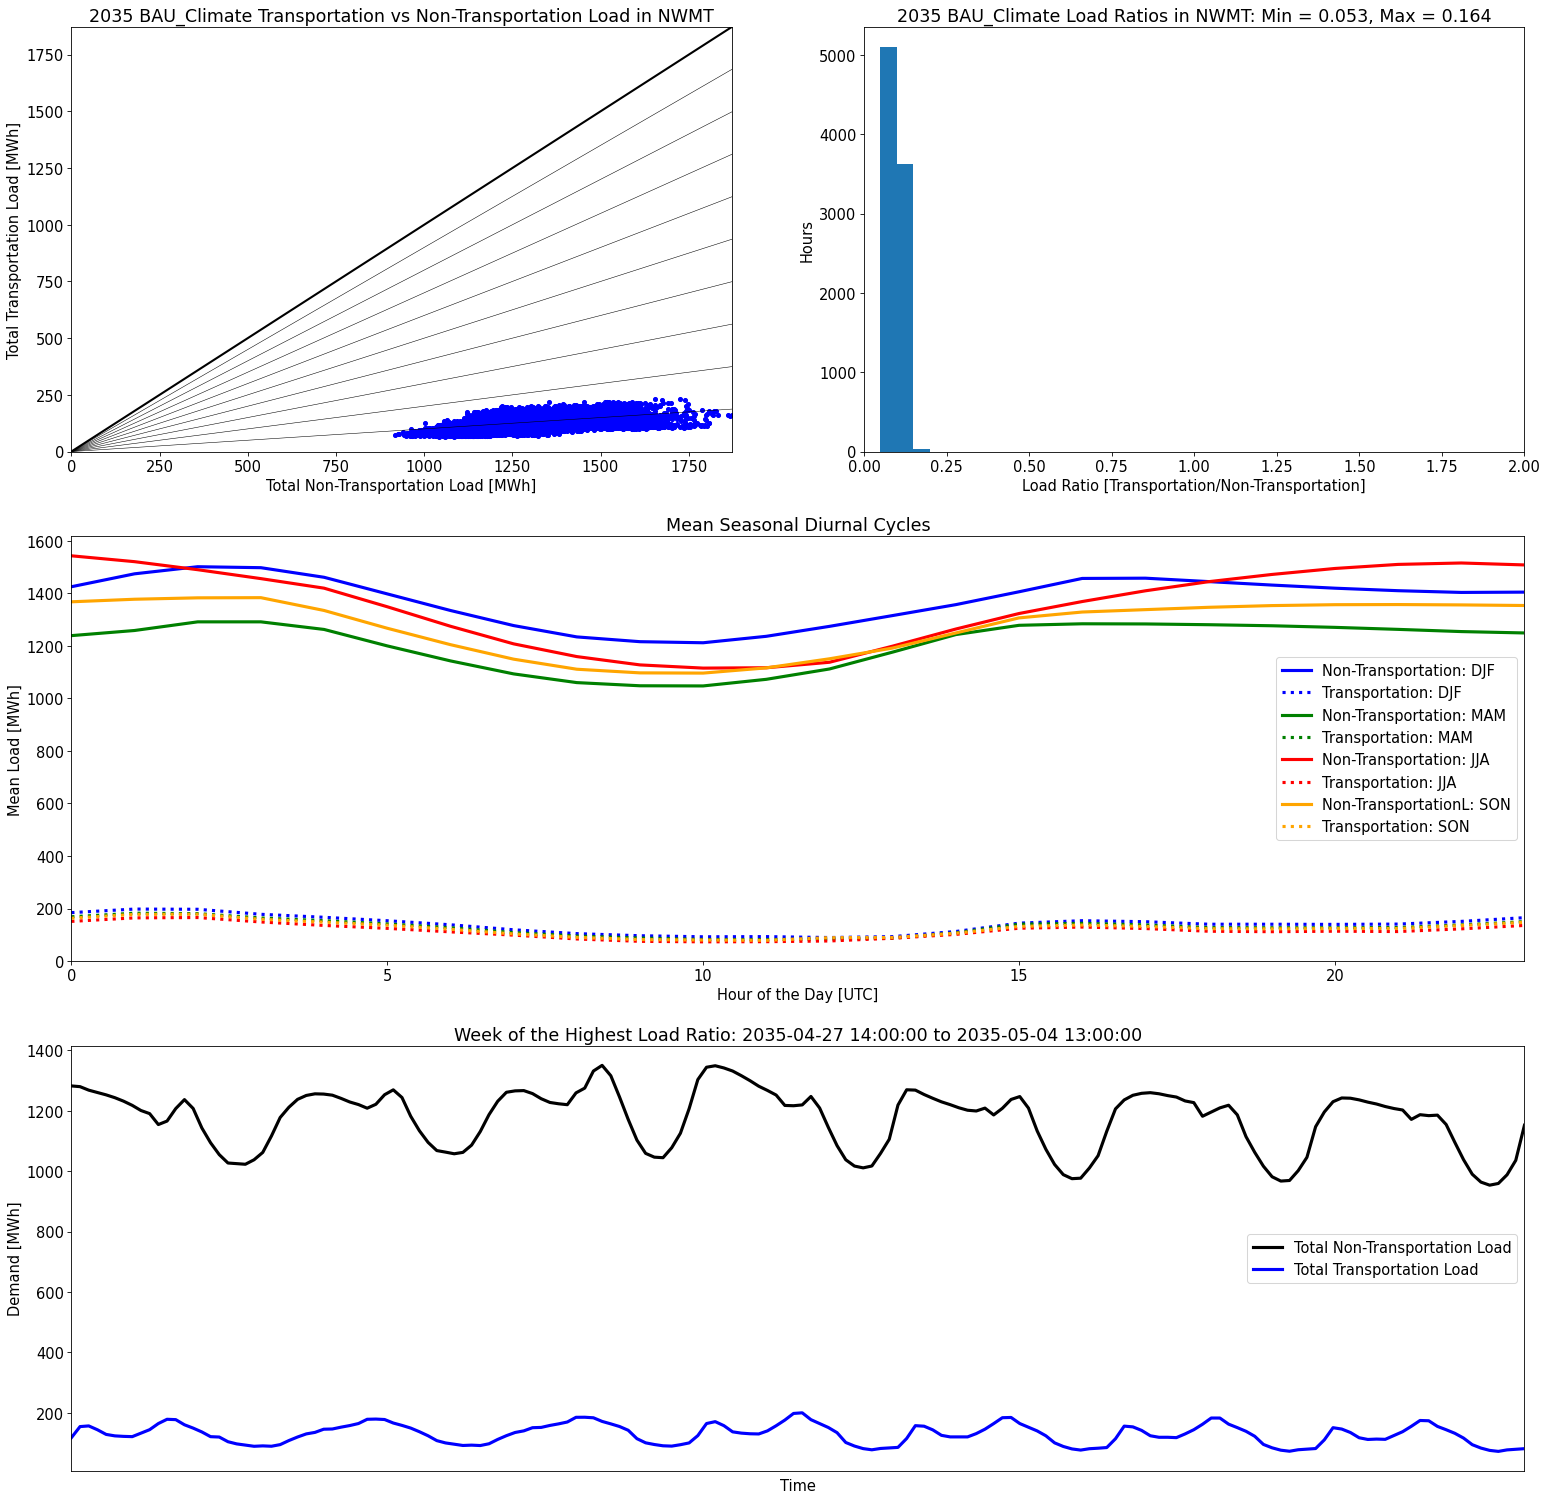 2035 BAU_Climate Transportation vs Non-Transportation Load in NWMT
Total Transportation Load [MWh]
1750
1500
1250
1000
750
500
250
0
0 250 500 750 1000 1250 1500 1750
Total Non-Transportation Load [MWh]
2035 BAU_Climate Load Ratios in NWMT: Min = 0.053, Max = 0.164
Hours
5000
4000
3000
2000
1000
0
0.00 0.25 0.50 0.75 1.00 1.25 1.50 1.75 2.00
Load Ratio [Transportation/Non-Transportation]
Mean Seasonal Diurnal Cycles
Mean Load [MWh]
1600
1400
1200
1000
800
600
400
200
0
Non-Transportation: DJF
Transportation: DJF
Non-Transportation: MAM
Transportation: MAM
Non-Transportation: JJA
Transportation: JJA
Non-TransportationL: SON
Transportation: SON
0 5 10 15 20
Hour of the Day [UTC]
Week of the Highest Load Ratio: 2035-04-27 14:00:00 to 2035-05-04 13:00:00
Demand [MWh]
1400
1200
1000
800
600
400
200
Total Non-Transportation Load
Total Transportation Load
Time